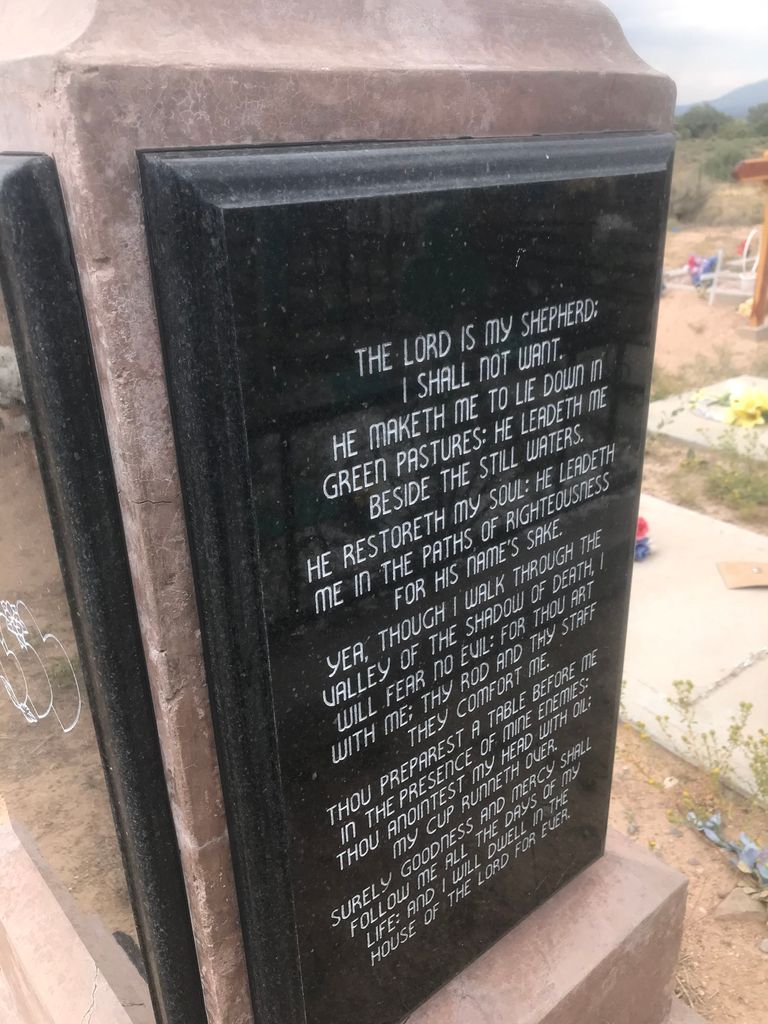 THE LORD IS MY SHEPHERD;
I SHALL NOT WANT.
HE MAKETH ME TO LIE DOWN IN
GREEN PASTURES: HE LEADETH ME
BESIDE THE STILL WATERS.
HE RESTORETH MY SOUL: HE LEADETH
ME IN THE PATHS OF RIGHTEOUSNESS
FOR HIS NAME'S SAKE.
YEA, THOUGH I WALK THROUGH THE
VALLEY OF THE SHADOW OF DEATH, I
WILL FEAR NO EVIL: FOR THOU ART
WITH ME; THY ROD AND THY STAFF
THEY COMFORT ME.
THOU PREPAREST A TABLE BEFORE ME
IN THE PRESENCE OF MINE ENEMIES:
THOU ANOINTEST MY HEAD WITH OIL;
MY CUP RUNNETH OVER.
SURELY GOODNESS AND MERCY SHALL
FOLLOW ME ALL THE DAYS OF MY
LIFE: AND I WILL DWELL IN THE
HOUSE OF THE LORD FOR EVER.